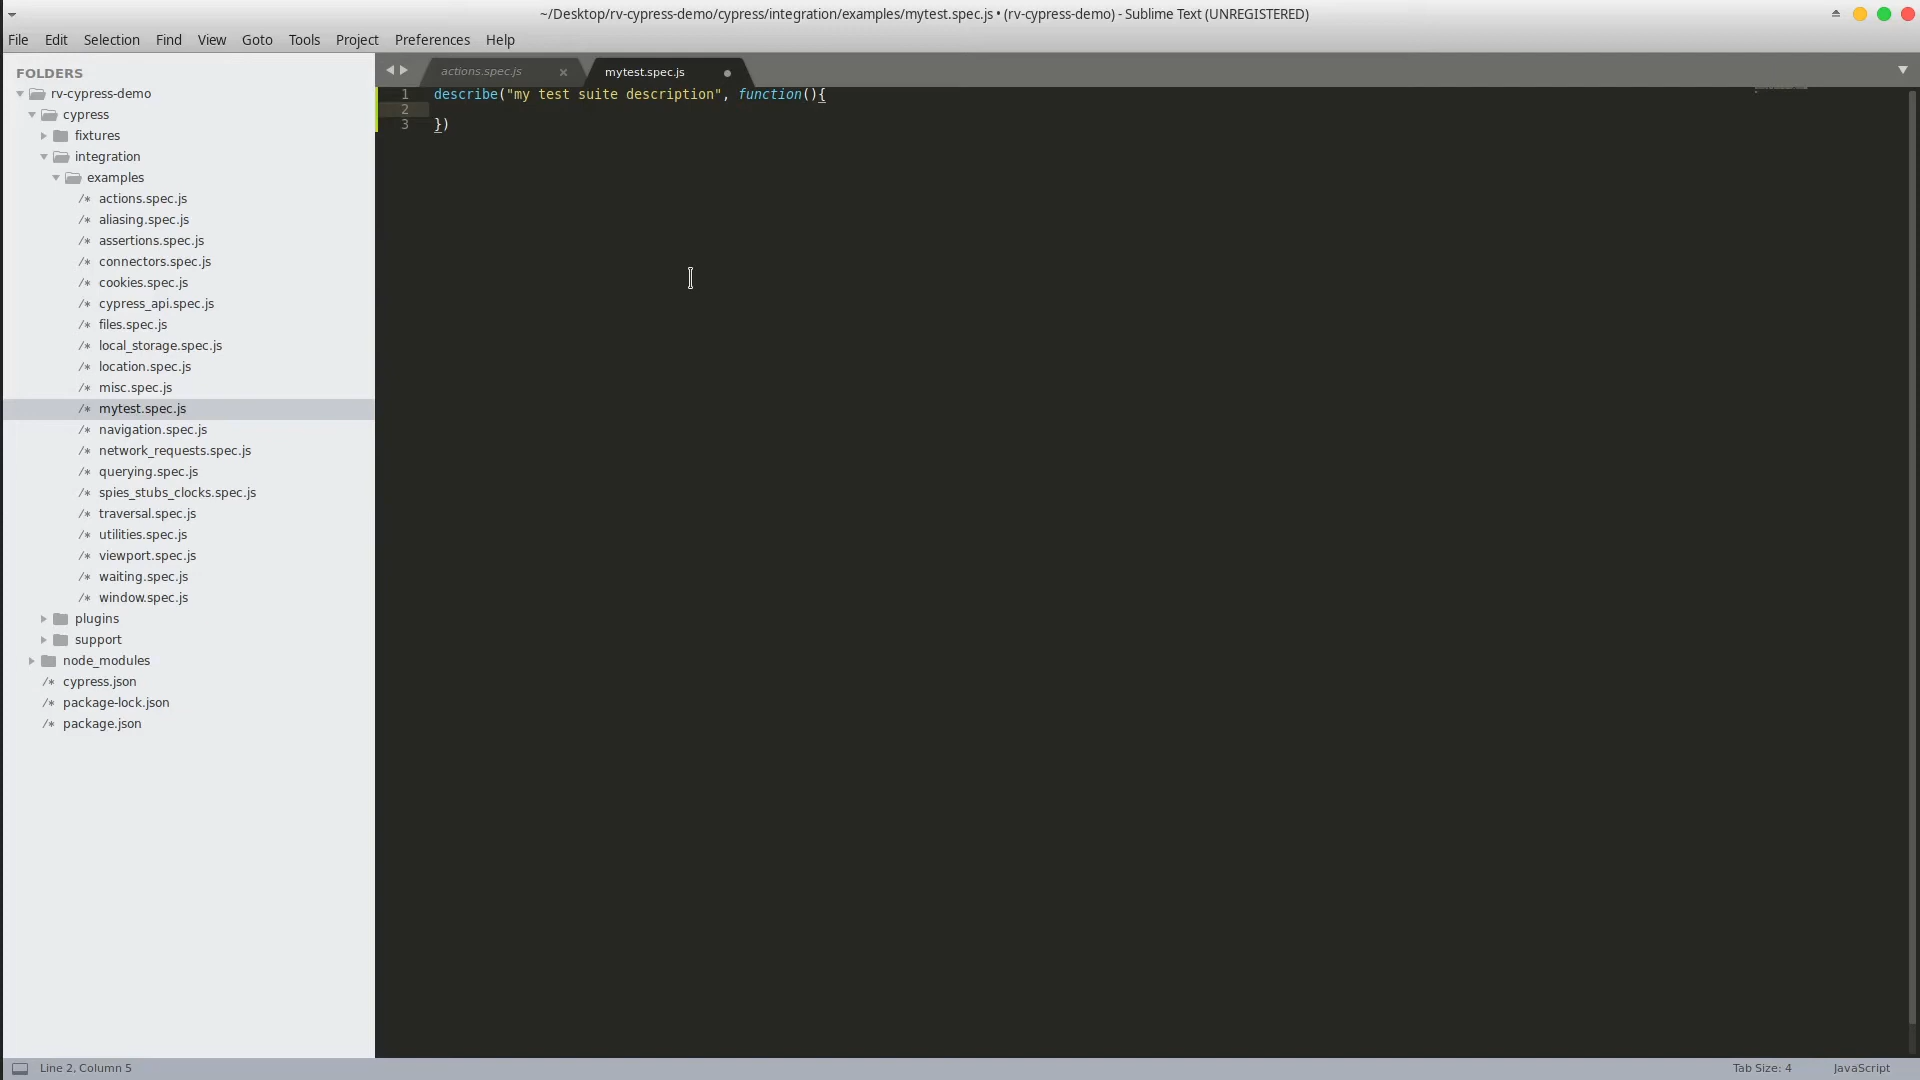 ~/Desktop/rv-cypress-demo/cypress/integration/examples/mytest.spec.js • (rv-cypress-demo) - Sublime Text (UNREGISTERED)
File Edit Selection Find View Goto Tools Project Preferences Help
FOLDERS
rv-cypress-demo
cypress
fixtures
integration
examples
/* actions.spec.js
/* aliasing.spec.js
/* assertions.spec.js
/* connectors.spec.js
/* cookies.spec.js
/* cypress_api.spec.js
/* files.spec.js
/* local_storage.spec.js
/* location.spec.js
/* misc.spec.js
/* mytest.spec.js
/* navigation.spec.js
/* network_requests.spec.js
/* querying.spec.js
/* spies_stubs_clocks.spec.js
/* traversal.spec.js
/* utilities.spec.js
/* viewport.spec.js
/* waiting.spec.js
/* window.spec.js
plugins
support
node_modules
/* cypress.json
/* package-lock.json
/* package.json
actions.spec.js mytest.spec.js
1 describe("my test suite description", function(){
2
3 })
Line 2, Column 5 Tab Size: 4 JavaScript